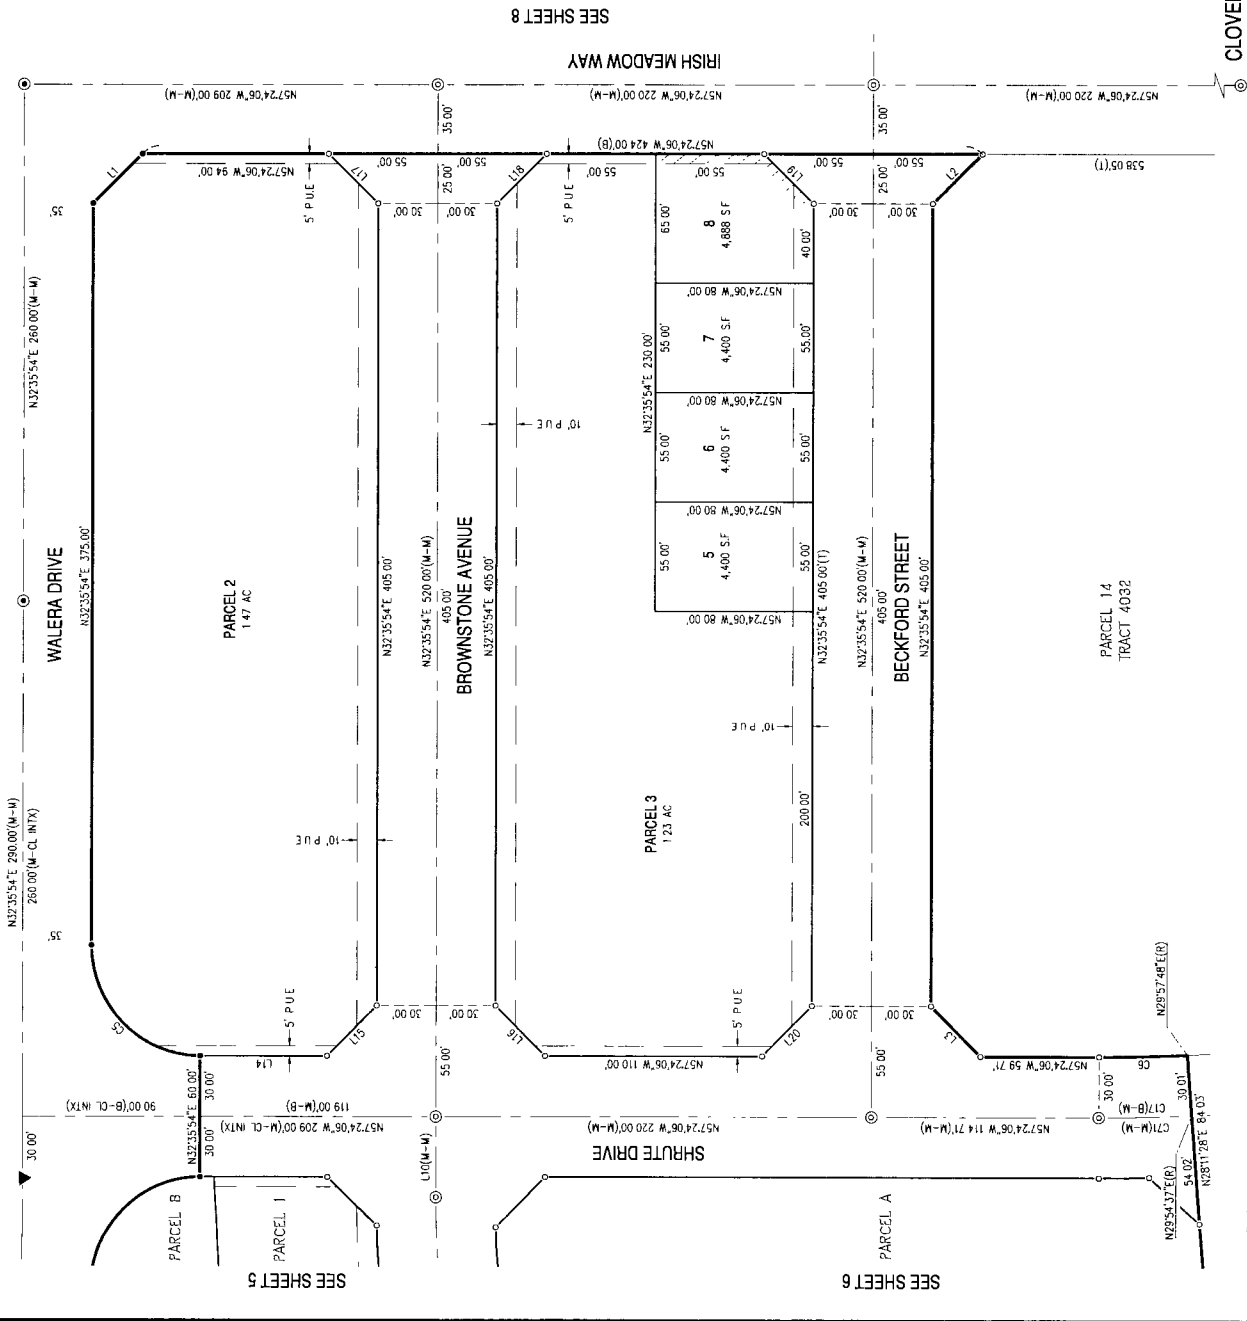 SEE SHEET 8
IRISH MEADOW WAY
CLOVER
N57°24'06"W 209.00'(M-M)
N57°24'06"W 220.00'(M-M)
N57°24'06"W 220.00'(M-M)
35.00'
35.00'
N57°24'06"W 424.00'(B)
538.05'(T)
L1
N57°24'06"W 94.00'
5' P.U.E
L17
55.00'
55.00'
L18
55.00'
55.00'
L19
55.00'
55.00'
L2
5' P.U.E
25.00'
25.00'
35'
30.00'
30.00'
30.00'
30.00'
N32°35'54"E 260.00'(M-M)
WALERA DRIVE
N32°35'54"E 375.00'
PARCEL 2
1.47 AC
N32°35'54"E 405.00'
N32°35'54"E 520.00'(M-M)
405.00'
BROWNSTONE AVENUE
N32°35'54"E 405.00'
10' P.U.E
N32°35'54"E 230.00'
65.00'
8
4,888 S.F
40.00'
N57°24'06"W 80.00'
55.00'
7
4,400 S.F
55.00'
N57°24'06"W 80.00'
55.00'
6
4,400 S.F
55.00'
N57°24'06"W 80.00'
55.00'
5
4,400 S.F
55.00'
N57°24'06"W 80.00'
N32°35'54"E 405.00'(T)
N32°35'54"E 520.00'(M-M)
405.00'
BECKFORD STREET
N32°35'54"E 405.00'
PARCEL 14
TRACT 4032
10' P.U.E
200.00'
PARCEL 3
1.23 AC
10' P.U.E
N32°35'54"E 290.00'(M-M)
260.00'(M-CL INTX)
35'
C5
5' P.U.E
L14
L15
30.00'
30.00'
L16
N57°24'06"W 110.00'
5' P.U.E
L20
30.00'
30.00'
L3
N57°24'06"W 59.71'
C6
N29°57'48"E(R)
55.00'
55.00'
30.00'
30.01'
N32°35'54"E 60.00'
30.00'
30.00'
90.00'(B-CL INTX)
119.00'(M-B)
N57°24'06"W 209.00'(M-CL INTX)
N57°24'06"W 220.00'(M-M)
N57°24'06"W 114.71'(M-M)
C17(B-M)
C71(M-M)
30.00'
L10(M-M)
SHRUTE DRIVE
54.02'
N28°11'28"E 84.03'
N29°54'37"E(R)
PARCEL B
PARCEL 1
PARCEL A
SEE SHEET 5
SEE SHEET 6